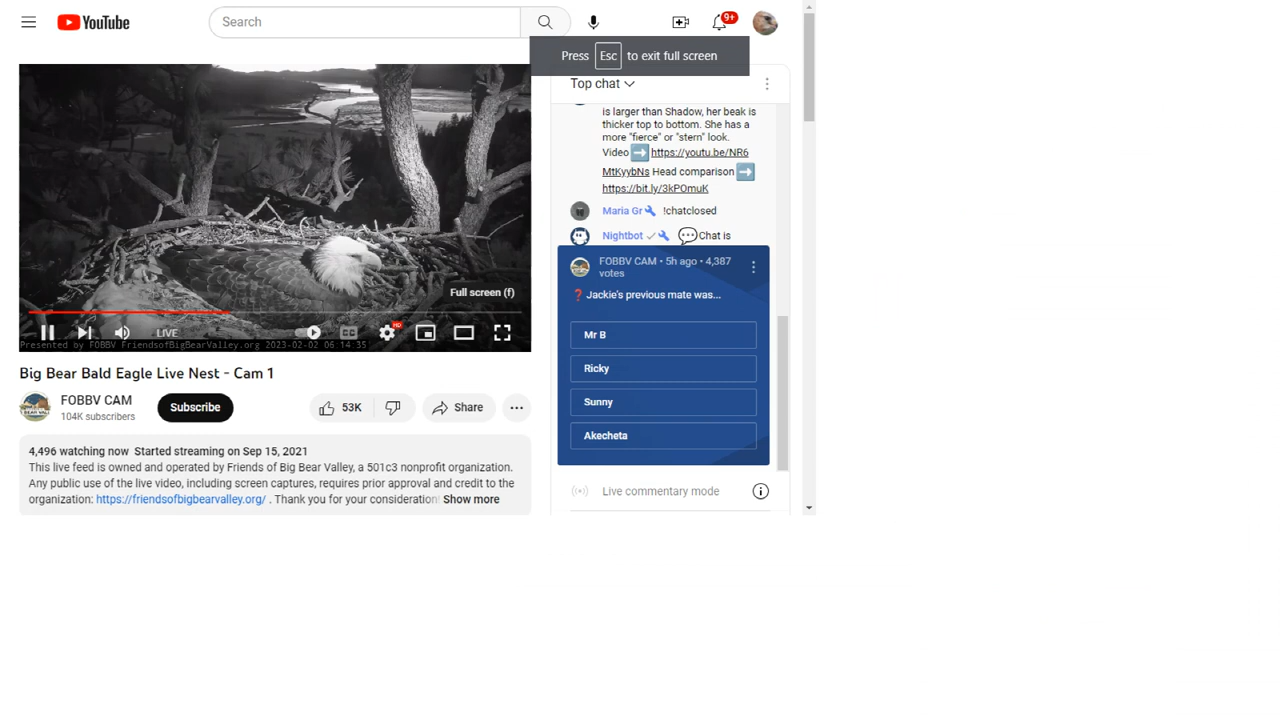 YouTube
Search
9+
Press Esc to exit full screen
Top chat
is larger than Shadow, her beak is
thicker top to bottom. She has a
more "fierce" or "stern" look.
Video https://youtu.be/NR6
MtKyybNs Head comparison
https://bit.ly/3kPOmuK
Maria Gr !chatclosed
Nightbot Chat is
FOBBV CAM • 5h ago • 4,387
votes
Jackie's previous mate was...
Mr B
Ricky
Sunny
Akecheta
Live commentary mode
Full screen (f)
LIVE
CC
HD
Presented by FOBBV FriendsofBigBearValley.org 2023-02-02 06:14:35
Big Bear Bald Eagle Live Nest - Cam 1
FOBBV CAM
104K subscribers
Subscribe
53K
Share
4,496 watching now Started streaming on Sep 15, 2021
This live feed is owned and operated by Friends of Big Bear Valley, a 501c3 nonprofit organization.
Any public use of the live video, including screen captures, requires prior approval and credit to the
organization: https://friendsofbigbearvalley.org/ . Thank you for your consideration! Show more